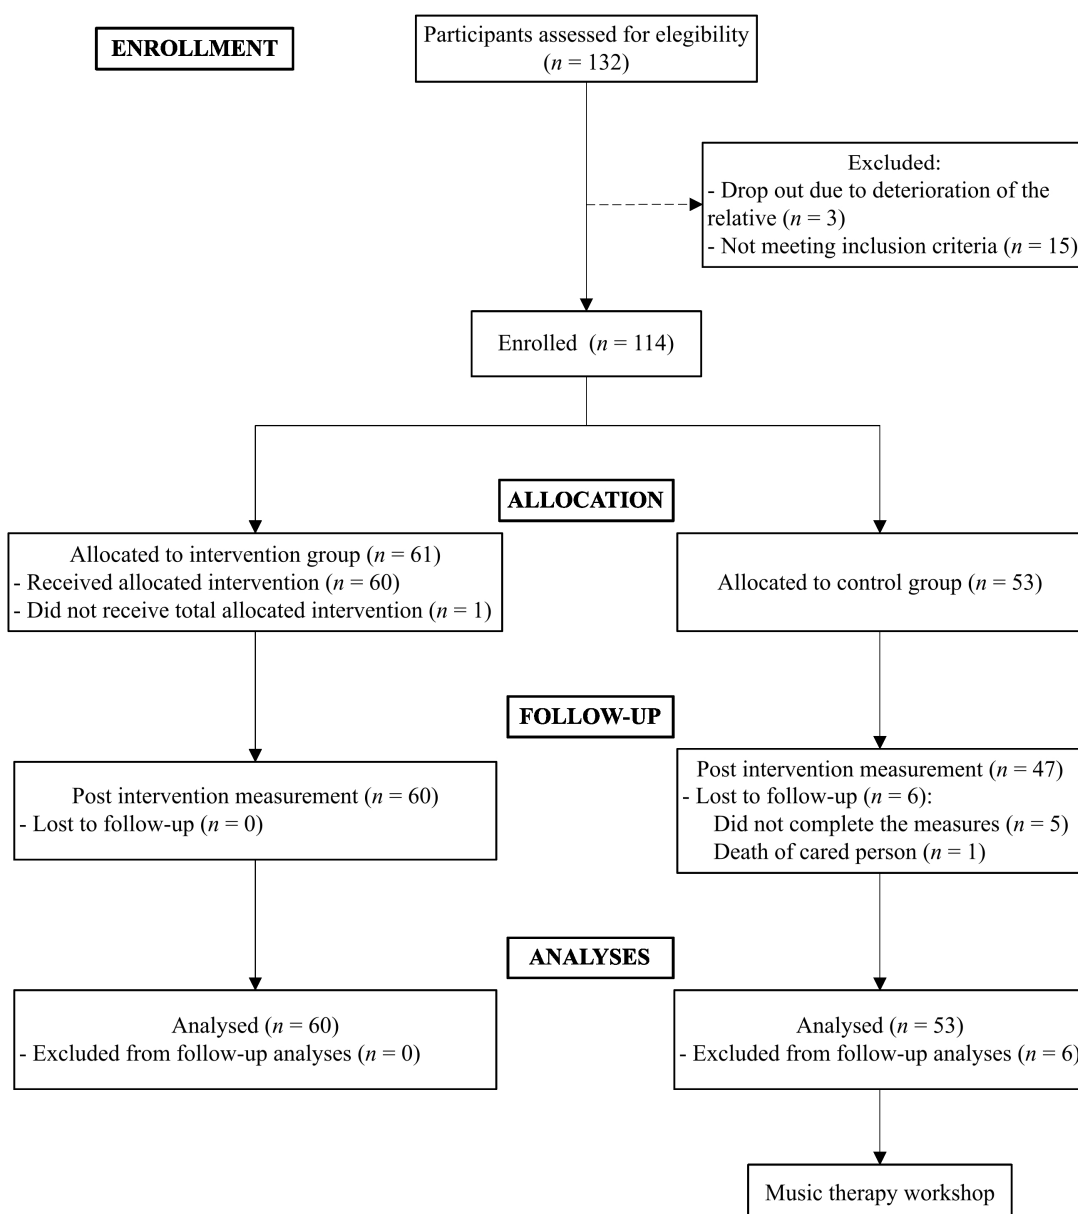 ENROLLMENT
Participants assessed for elegibility
(n = 132)
Excluded:
- Drop out due to deterioration of the
relative (n = 3)
- Not meeting inclusion criteria (n = 15)
Enrolled (n = 114)
ALLOCATION
Allocated to intervention group (n = 61)
- Received allocated intervention (n = 60)
- Did not receive total allocated intervention (n = 1)
Allocated to control group (n = 53)
FOLLOW-UP
Post intervention measurement (n = 60)
- Lost to follow-up (n = 0)
Post intervention measurement (n = 47)
- Lost to follow-up (n = 6):
Did not complete the measures (n = 5)
Death of cared person (n = 1)
ANALYSES
Analysed (n = 60)
- Excluded from follow-up analyses (n = 0)
Analysed (n = 53)
- Excluded from follow-up analyses (n = 6)
Music therapy workshop